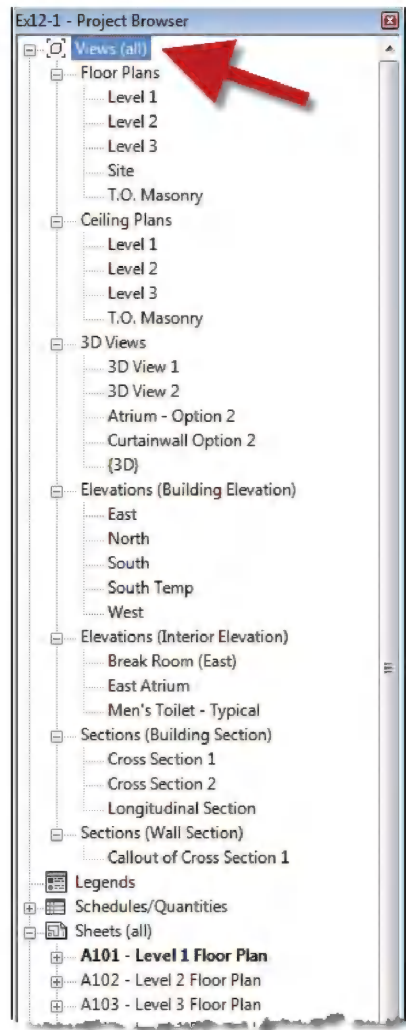 Ex12-1 - Project Browser
Views (all)
Floor Plans
Level 1
Level 2
Level 3
Site
T.O. Masonry
Ceiling Plans
Level 1
Level 2
Level 3
T.O. Masonry
3D Views
3D View 1
3D View 2
Atrium - Option 2
Curtainwall Option 2
{3D}
Elevations (Building Elevation)
East
North
South
South Temp
West
Elevations (Interior Elevation)
Break Room (East)
East Atrium
Men's Toilet - Typical
Sections (Building Section)
Cross Section 1
Cross Section 2
Longitudinal Section
Sections (Wall Section)
Callout of Cross Section 1
Legends
Schedules/Quantities
Sheets (all)
A101 - Level 1 Floor Plan
A102 - Level 2 Floor Plan
A103 - Level 3 Floor Plan